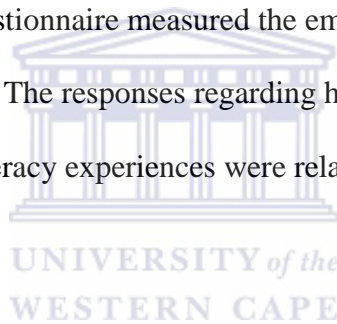 stionnaire measured the em
The responses regarding h
eracy experiences were rela
UNIVERSITY of the
WESTERN CAPE